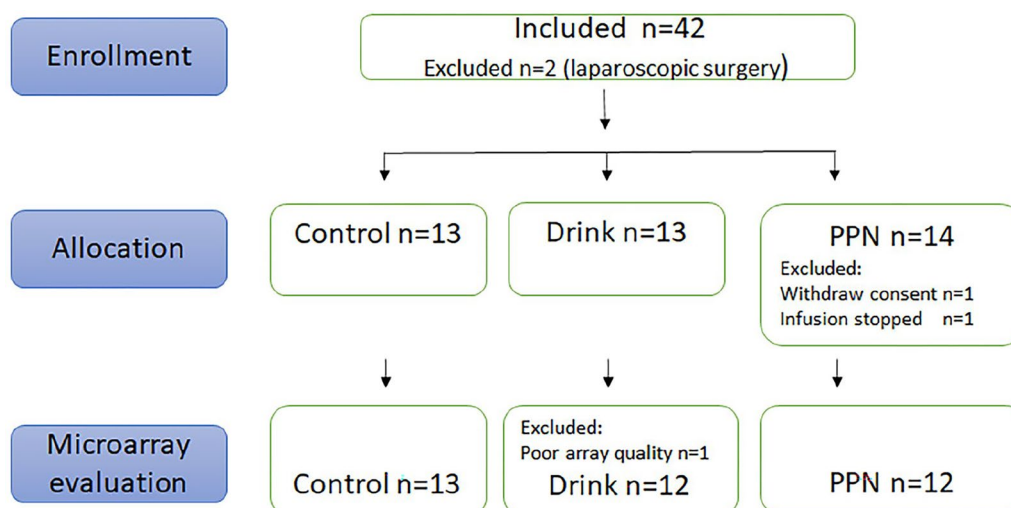 Enrollment
Included n=42
Excluded n=2 (laparoscopic surgery)
Allocation
Control n=13
Drink n=13
PPN n=14
Excluded:
Withdraw consent n=1
Infusion stopped n=1
Microarray
evaluation
Control n=13
Excluded:
Poor array quality n=1
Drink n=12
PPN n=12